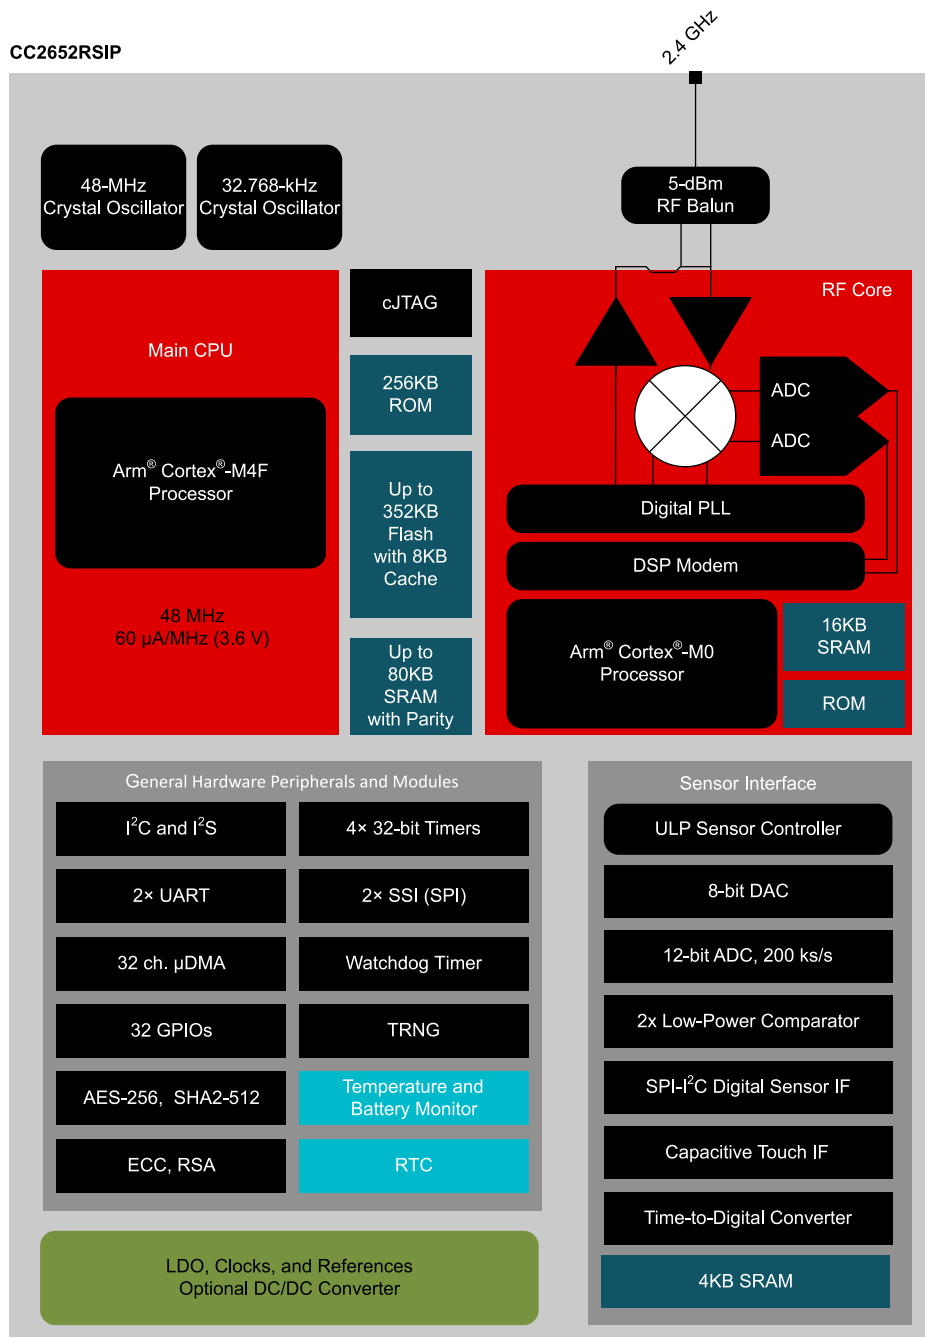 CC2652RSIP
2.4 GHz
48-MHz
Crystal Oscillator
32.768-kHz
Crystal Oscillator
5-dBm
RF Balun
Main CPU
Arm® Cortex®-M4F
Processor
48 MHz
60 µA/MHz (3.6 V)
cJTAG
256KB
ROM
Up to
352KB
Flash
with 8KB
Cache
Up to
80KB
SRAM
with Parity
RF Core
ADC
ADC
Digital PLL
DSP Modem
Arm® Cortex®-M0
Processor
16KB
SRAM
ROM
General Hardware Peripherals and Modules
I²C and I²S
4× 32-bit Timers
2× UART
2× SSI (SPI)
32 ch. µDMA
Watchdog Timer
32 GPIOs
TRNG
AES-256, SHA2-512
Temperature and
Battery Monitor
ECC, RSA
RTC
LDO, Clocks, and References
Optional DC/DC Converter
Sensor Interface
ULP Sensor Controller
8-bit DAC
12-bit ADC, 200 ks/s
2x Low-Power Comparator
SPI-I²C Digital Sensor IF
Capacitive Touch IF
Time-to-Digital Converter
4KB SRAM